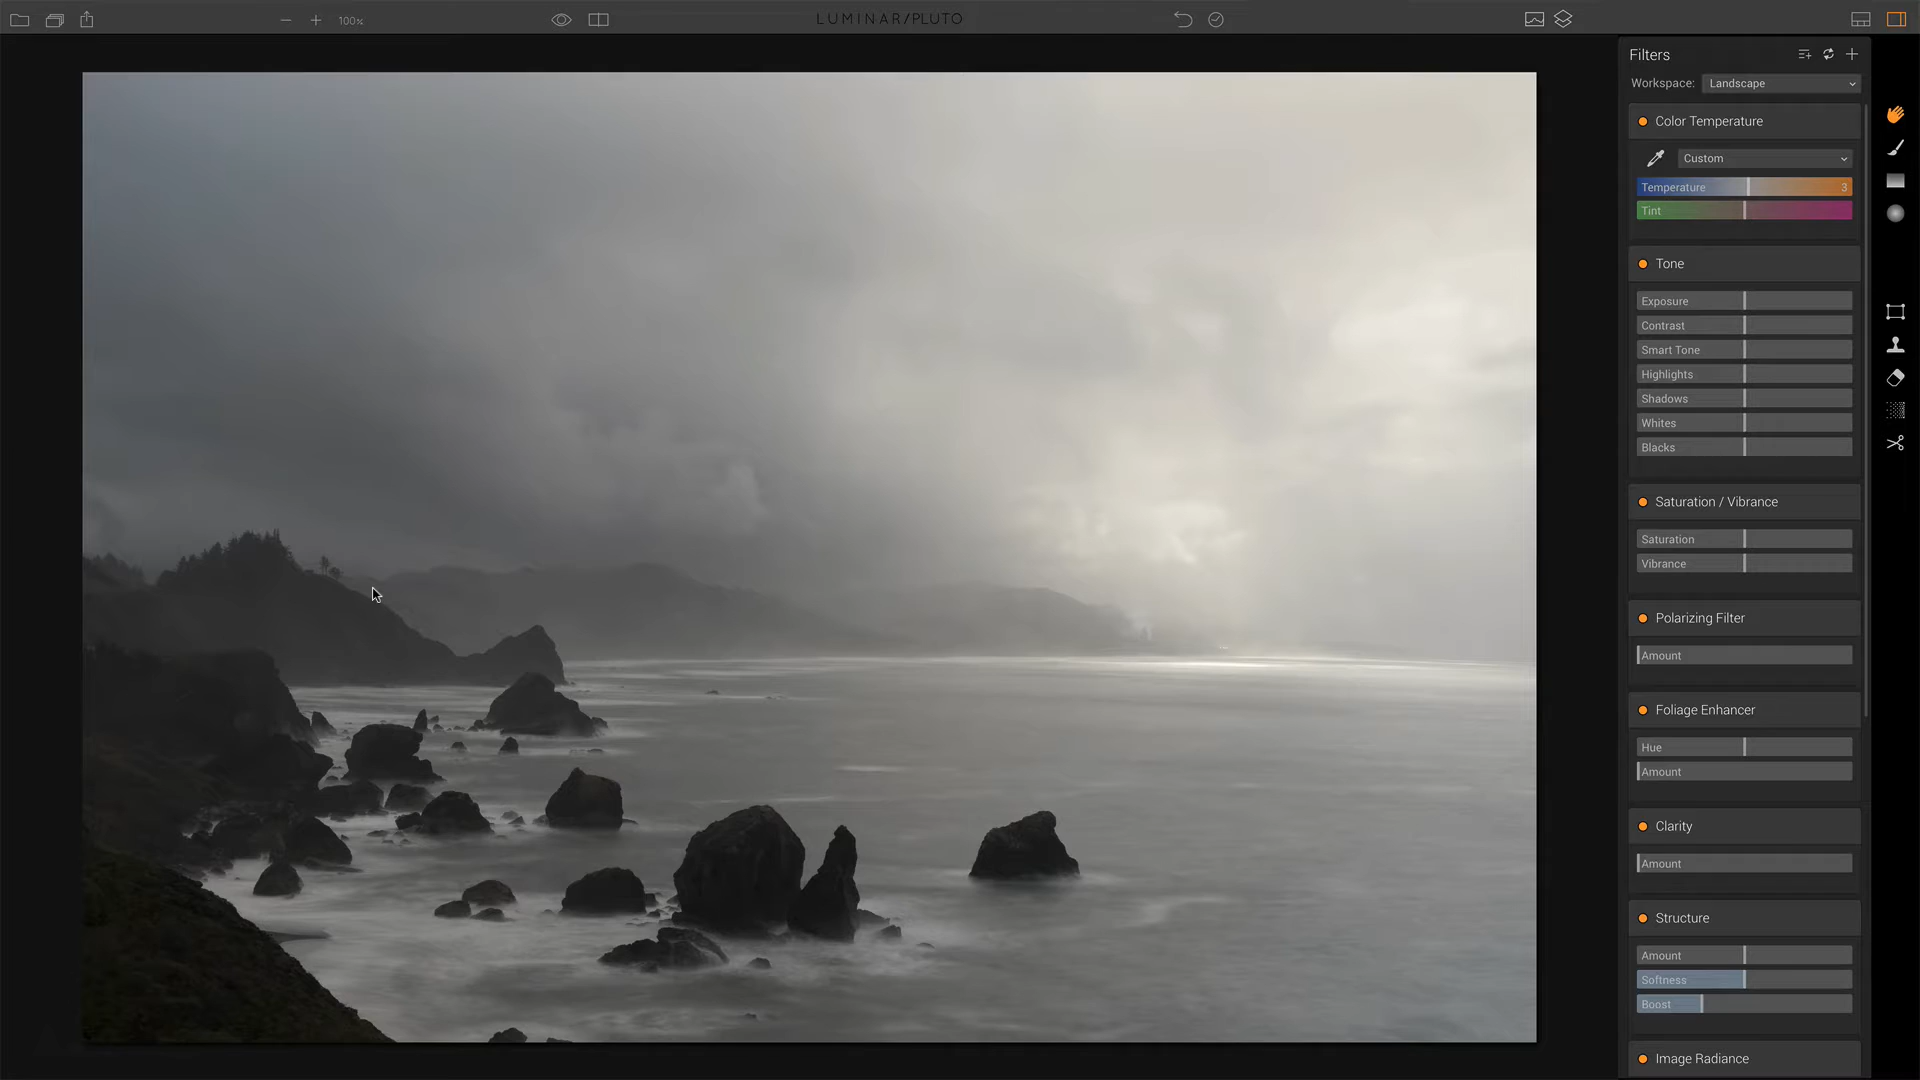 100%
LUMINAR/PLUTO
Filters
Workspace: Landscape
Color Temperature
Custom
Temperature 3
Tint
Tone
Exposure
Contrast
Smart Tone
Highlights
Shadows
Whites
Blacks
Saturation / Vibrance
Saturation
Vibrance
Polarizing Filter
Amount
Foliage Enhancer
Hue
Amount
Clarity
Amount
Structure
Amount
Softness
Boost
Image Radiance